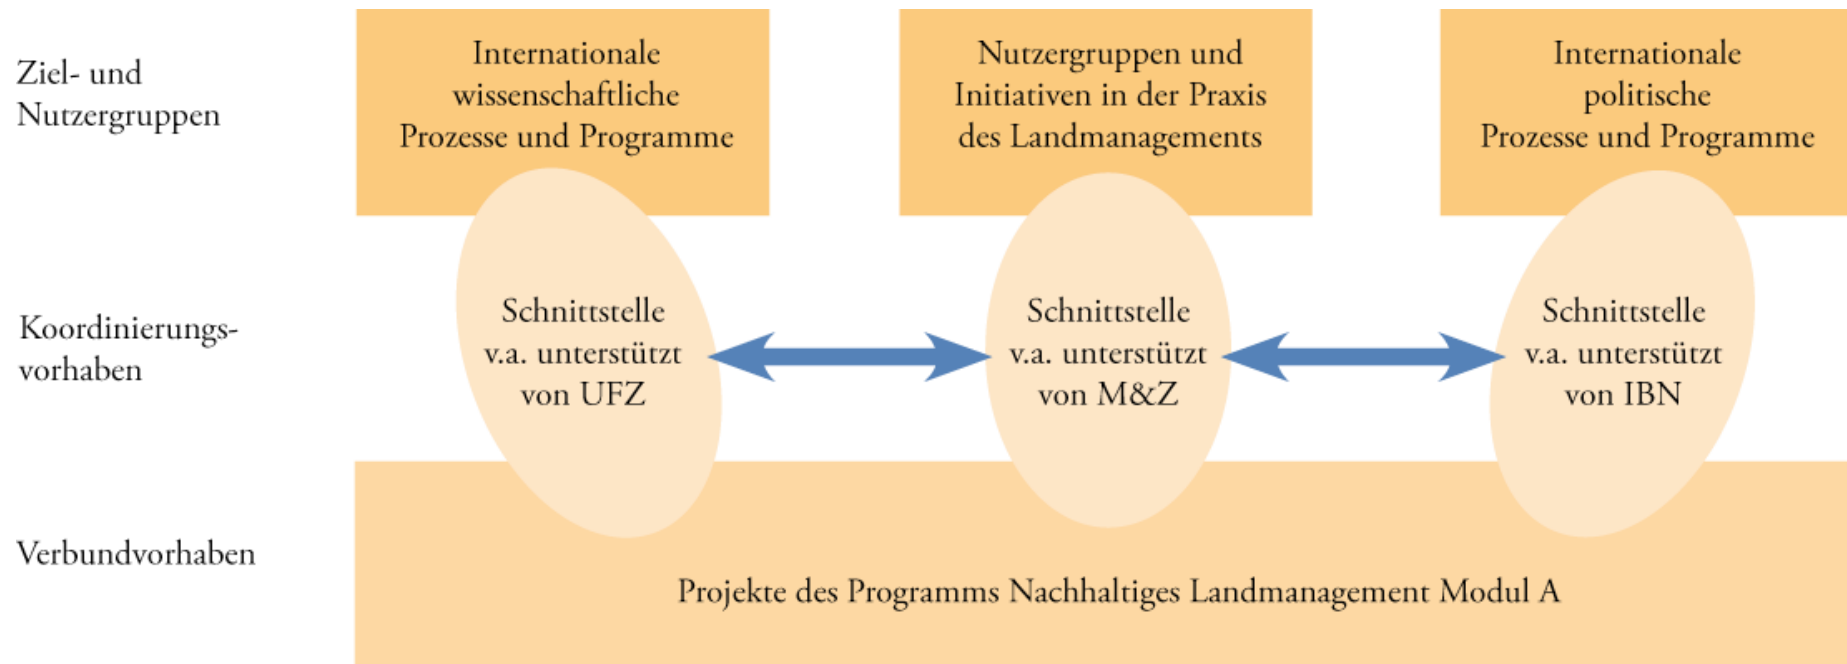 Ziel- und
Nutzergruppen
Internationale
wissenschaftliche
Prozesse und Programme
Nutzergruppen und
Initiativen in der Praxis
des Landmanagements
Internationale
politische
Prozesse und Programme
Koordinierungs-
vorhaben
Schnittstelle
v.a. unterstützt
von UFZ
Schnittstelle
v.a. unterstützt
von M&Z
Schnittstelle
v.a. unterstützt
von IBN
Verbundvorhaben
Projekte des Programms Nachhaltiges Landmanagement Modul A